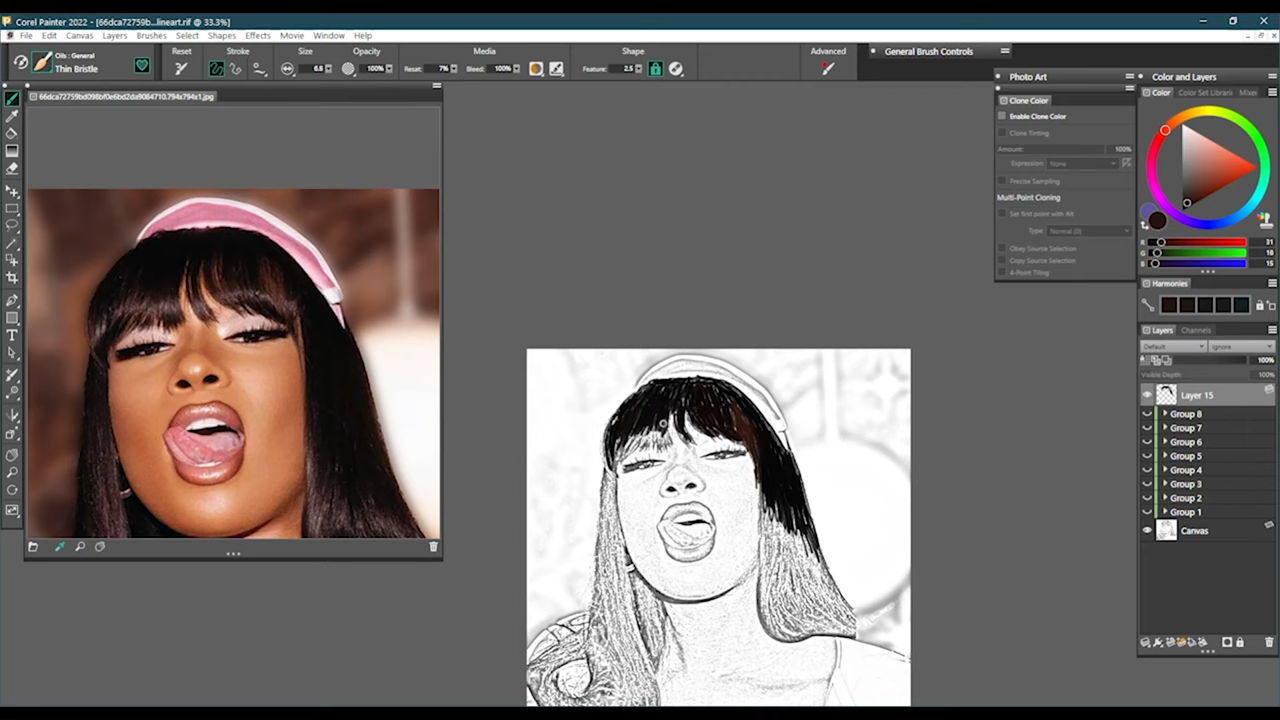 Corel Painter 2022 - [66dca72759b...lineart.rif @ 33.3%]
File Edit Canvas Layers Brushes Select Shapes Effects Movie Window Help
Oils : General
Thin Bristle
Reset
Stroke
Size
6.8
Opacity
100%
Media
Reset: 7% Bleed: 100%
Shape
Feature: 2.5
Advanced
General Brush Controls
66dca72759bd098bf0e6bd2da9084710.794x794x1.jpg
Photo Art
Clone Color
Enable Clone Color
Clone Tinting
Amount: 100%
Expression: None
Precise Sampling
Multi-Point Cloning
Set first point with Alt
Type: Normal (0)
Obey Source Selection
Copy Source Selection
4-Point Tiling
Color and Layers
Color Color Set Librari Mixer
R 31
G 18
B 15
Harmonies
Layers Channels
Default Ignore
100%
Visible Depth: 100%
Layer 15
Group 8
Group 7
Group 6
Group 5
Group 4
Group 3
Group 2
Group 1
Canvas